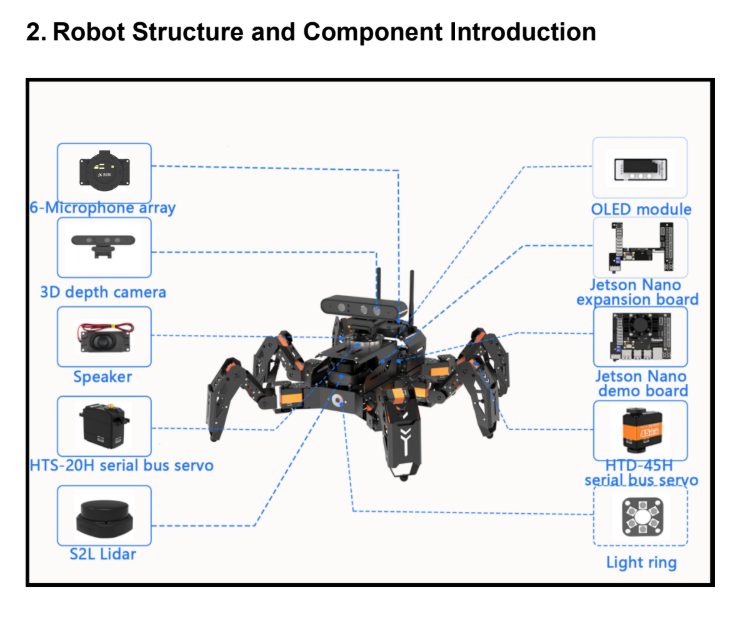 2. Robot Structure and Component Introduction
6-Microphone array
3D depth camera
Speaker
HTS-20H serial bus servo
S2L Lidar
OLED module
Jetson Nano
expansion board
Jetson Nano
demo board
HTD-45H
serial bus servo
Light ring